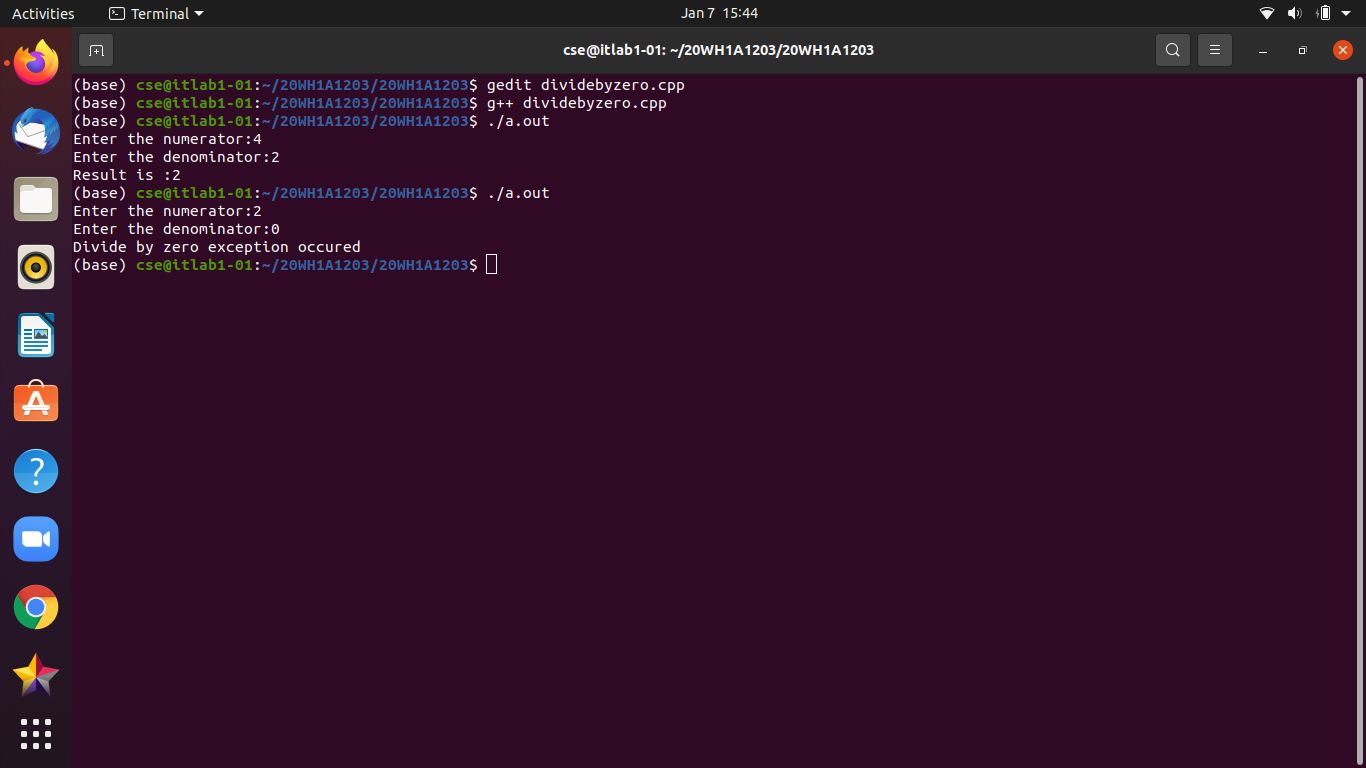 Activities Terminal Jan 7 15:44
cse@itlab1-01: ~/20WH1A1203/20WH1A1203
(base) cse@itlab1-01:~/20WH1A1203/20WH1A1203$ gedit dividebyzero.cpp
(base) cse@itlab1-01:~/20WH1A1203/20WH1A1203$ g++ dividebyzero.cpp
(base) cse@itlab1-01:~/20WH1A1203/20WH1A1203$ ./a.out
Enter the numerator:4
Enter the denominator:2
Result is :2
(base) cse@itlab1-01:~/20WH1A1203/20WH1A1203$ ./a.out
Enter the numerator:2
Enter the denominator:0
Divide by zero exception occured
(base) cse@itlab1-01:~/20WH1A1203/20WH1A1203$